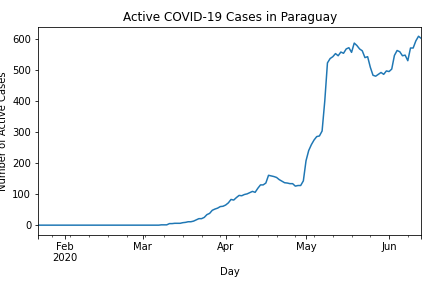 Active COVID-19 Cases in Paraguay
Number of Active Cases
600
500
400
300
200
100
0
Feb
2020
Mar
Apr
May
Jun
Day